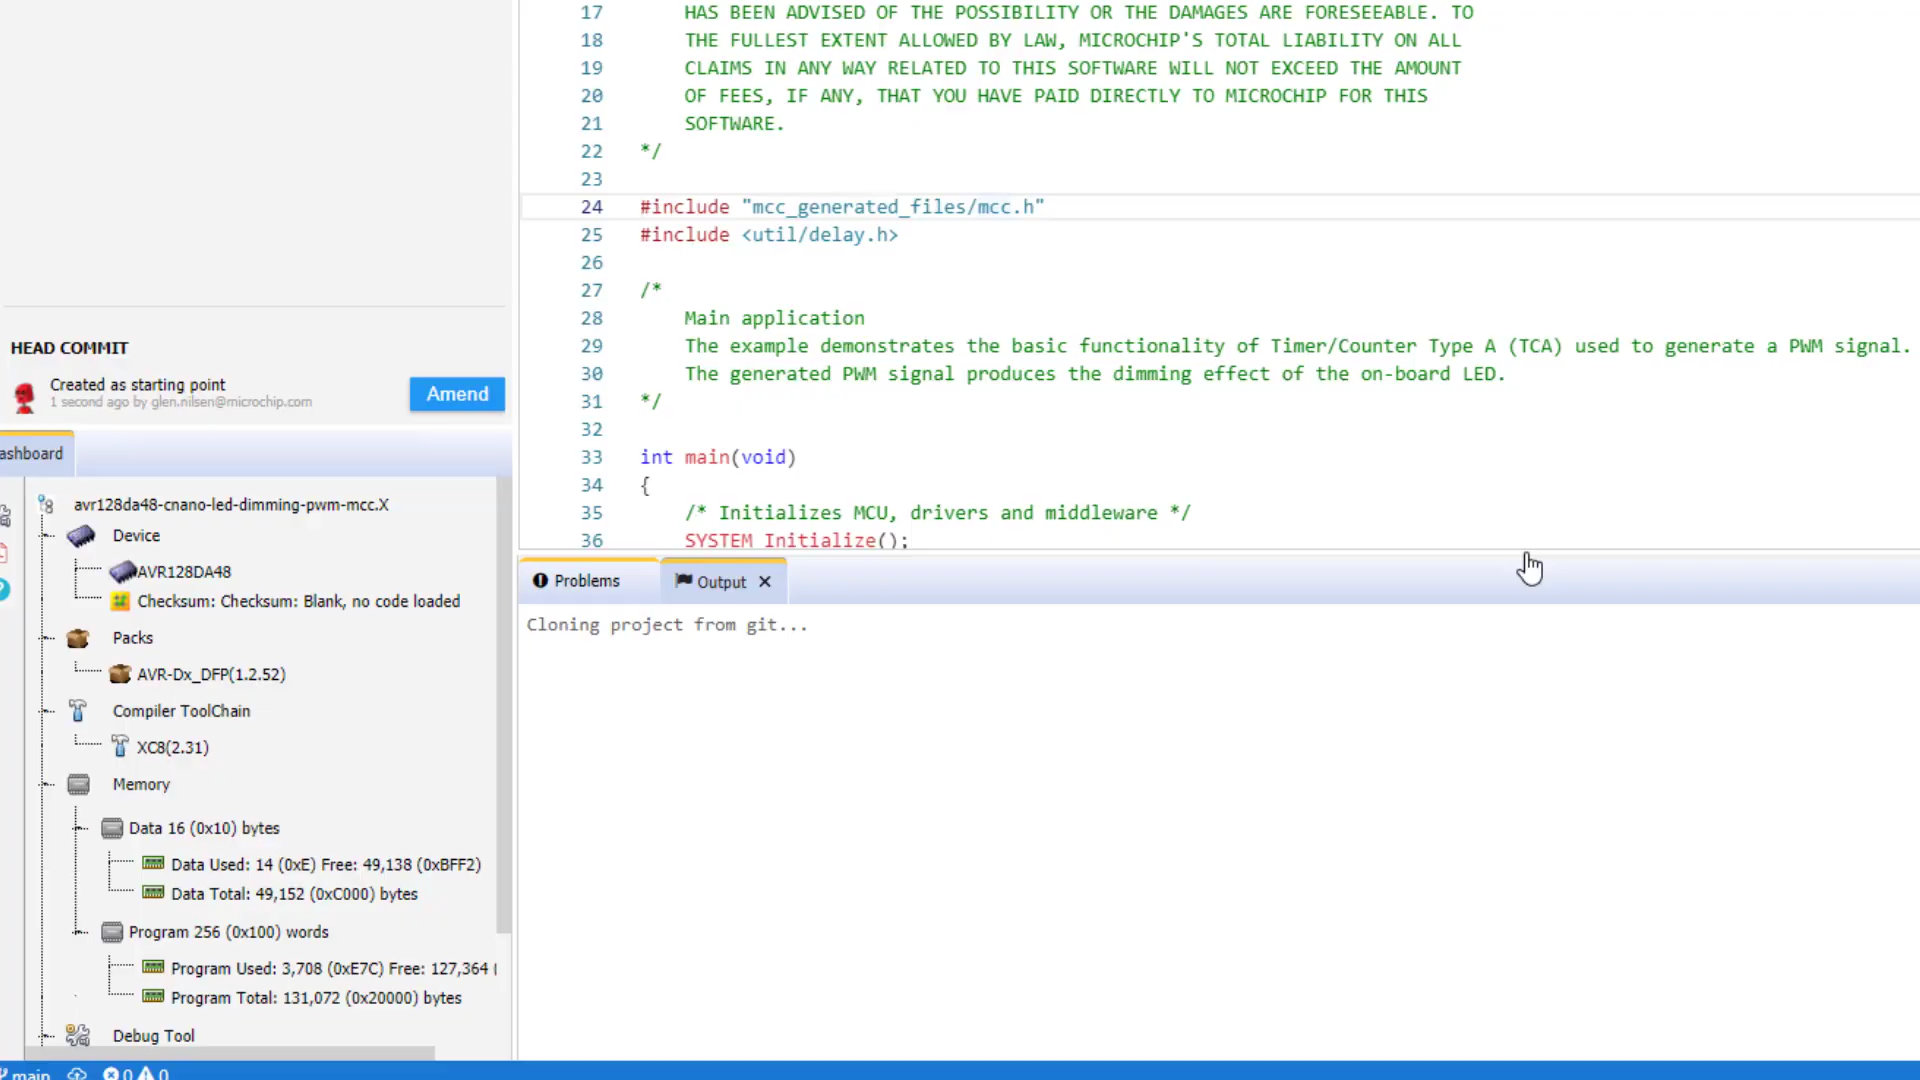 HEAD COMMIT
Created as starting point
1 second ago by glen.nilsen@microchip.com
Amend
ashboard
avr128da48-cnano-led-dimming-pwm-mcc.X
Device
AVR128DA48
Checksum: Checksum: Blank, no code loaded
Packs
AVR-Dx_DFP(1.2.52)
Compiler ToolChain
XC8(2.31)
Memory
Data 16 (0x10) bytes
Data Used: 14 (0xE) Free: 49,138 (0xBFF2)
Data Total: 49,152 (0xC000) bytes
Program 256 (0x100) words
Program Used: 3,708 (0xE7C) Free: 127,364 (
Program Total: 131,072 (0x20000) bytes
Debug Tool
17 HAS BEEN ADVISED OF THE POSSIBILITY OR THE DAMAGES ARE FORESEEABLE. TO
18 THE FULLEST EXTENT ALLOWED BY LAW, MICROCHIP'S TOTAL LIABILITY ON ALL
19 CLAIMS IN ANY WAY RELATED TO THIS SOFTWARE WILL NOT EXCEED THE AMOUNT
20 OF FEES, IF ANY, THAT YOU HAVE PAID DIRECTLY TO MICROCHIP FOR THIS
21 SOFTWARE.
22 */
23
24 #include "mcc_generated_files/mcc.h"
25 #include <util/delay.h>
26
27 /*
28 Main application
29 The example demonstrates the basic functionality of Timer/Counter Type A (TCA) used to generate a PWM signal.
30 The generated PWM signal produces the dimming effect of the on-board LED.
31 */
32
33 int main(void)
34 {
35 /* Initializes MCU, drivers and middleware */
36 SYSTEM Initialize();
Problems
Output ×
Cloning project from git...
main 0 0